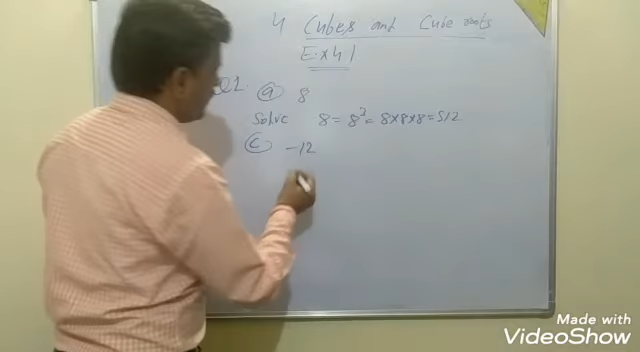 4 Cubes and Cube roots
Ex 4.1
Q1. (a) 8
Solve 8 = 8³ = 8×8×8 = 512
(c) -12
Made with
VideoShow